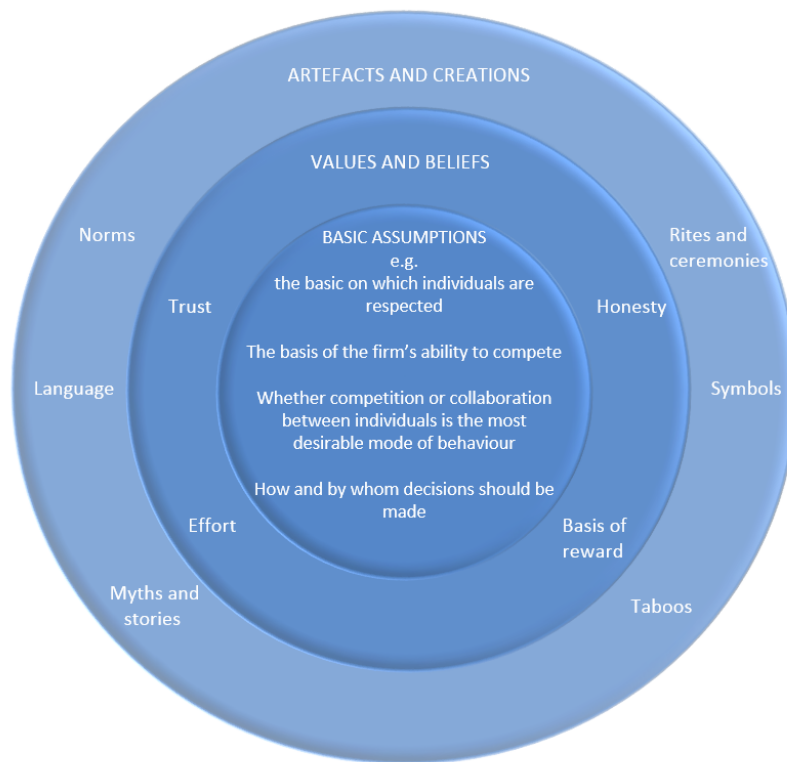 ARTEFACTS AND CREATIONS
VALUES AND BELIEFS
Norms
Rites and
ceremonies
BASIC ASSUMPTIONS
e.g.
the basic on which individuals are
respected
Trust
Honesty
The basis of the firm's ability to compete
Language
Symbols
Whether competition or collaboration
between individuals is the most
desirable mode of behaviour
How and by whom decisions should be
made
Effort
Basis of
reward
Myths and
stories
Taboos